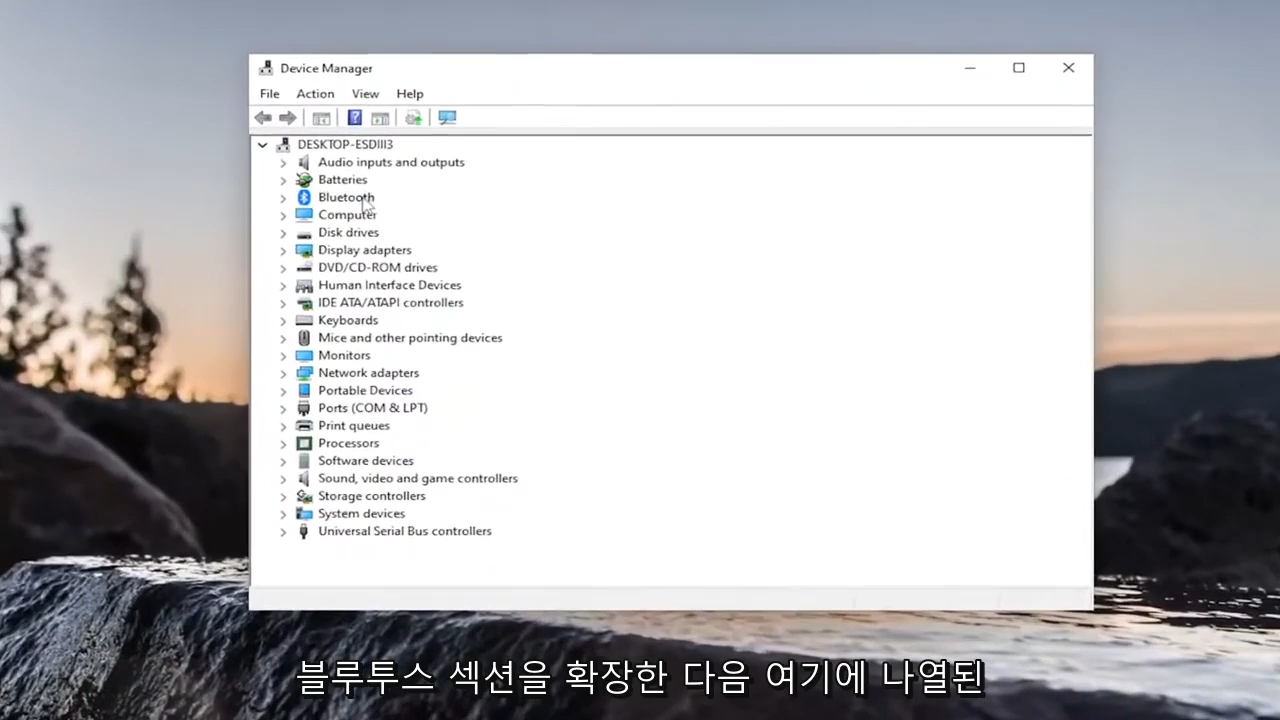 Device Manager
File Action View Help
DESKTOP-ESDIII3
Audio inputs and outputs
Batteries
Bluetooth
Computer
Disk drives
Display adapters
DVD/CD-ROM drives
Human Interface Devices
IDE ATA/ATAPI controllers
Keyboards
Mice and other pointing devices
Monitors
Network adapters
Portable Devices
Ports (COM & LPT)
Print queues
Processors
Software devices
Sound, video and game controllers
Storage controllers
System devices
Universal Serial Bus controllers
블루투스 섹션을 확장한 다음 여기에 나열된